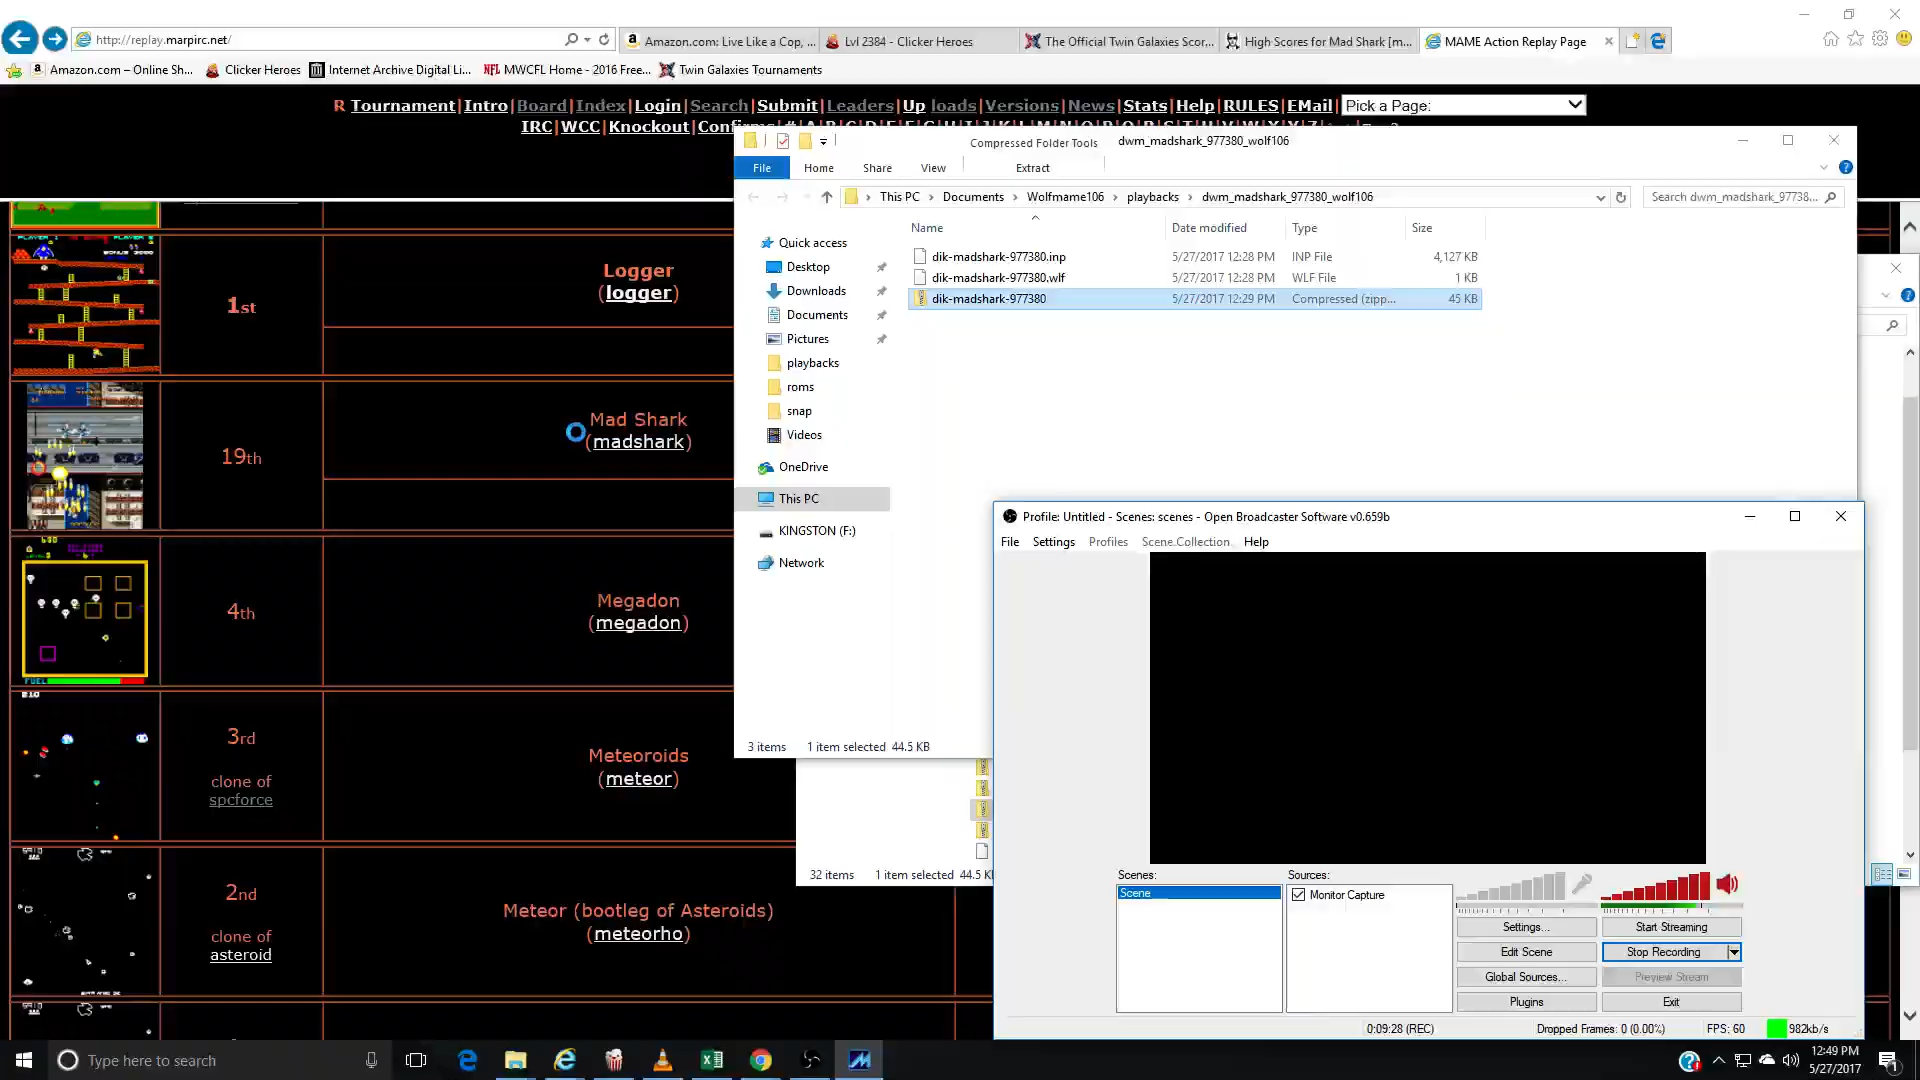 http://replay.marpirc.net/
Amazon.com: Live Like a Cop, ...
Lvl 2384 - Clicker Heroes
The Official Twin Galaxies Scor...
High Scores for Mad Shark [m...
MAME Action Replay Page
Amazon.com – Online Sh...
Clicker Heroes
Internet Archive Digital Li...
NFL MWCFL Home - 2016 Free...
Twin Galaxies Tournaments
R Tournament|Intro|Board|Index|Login|Search|Submit|Leaders|Up loads|Versions|News|Stats|Help|RULES|EMail|
Pick a Page:
IRC|WCC|Knockout|
Compressed Folder Tools
dwm_madshark_977380_wolf106
File
Home
Share
View
Extract
This PC
Documents
Wolfmame106
playbacks
dwm_madshark_977380_wolf106
Search dwm_madshark_97738...
Name
Date modified
Type
Size
dik-madshark-977380.inp
5/27/2017 12:28 PM
INP File
4,127 KB
dik-madshark-977380.wlf
5/27/2017 12:28 PM
WLF File
1 KB
dik-madshark-977380
5/27/2017 12:29 PM
Compressed (zipp...
45 KB
Quick access
Desktop
Downloads
Documents
Pictures
playbacks
roms
snap
Videos
OneDrive
This PC
KINGSTON (F:)
Network
3 items
1 item selected 44.5 KB
32 items
1 item selected 44.5 K
1st
Logger
(logger)
19th
Mad Shark
(madshark)
4th
Megadon
(megadon)
FUEL
3rd
clone of
spcforce
Meteoroids
(meteor)
2nd
clone of
asteroid
Meteor (bootleg of Asteroids)
(meteorho)
Profile: Untitled - Scenes: scenes - Open Broadcaster Software v0.659b
File
Settings
Profiles
Scene Collection
Help
Scenes:
Scene
Sources:
Monitor Capture
Settings...
Start Streaming
Edit Scene
Stop Recording
Global Sources...
Preview Stream
Plugins
Exit
0:09:28 (REC)
Dropped Frames: 0 (0.00%)
FPS: 60
982kb/s
Type here to search
12:49 PM
5/27/2017
1